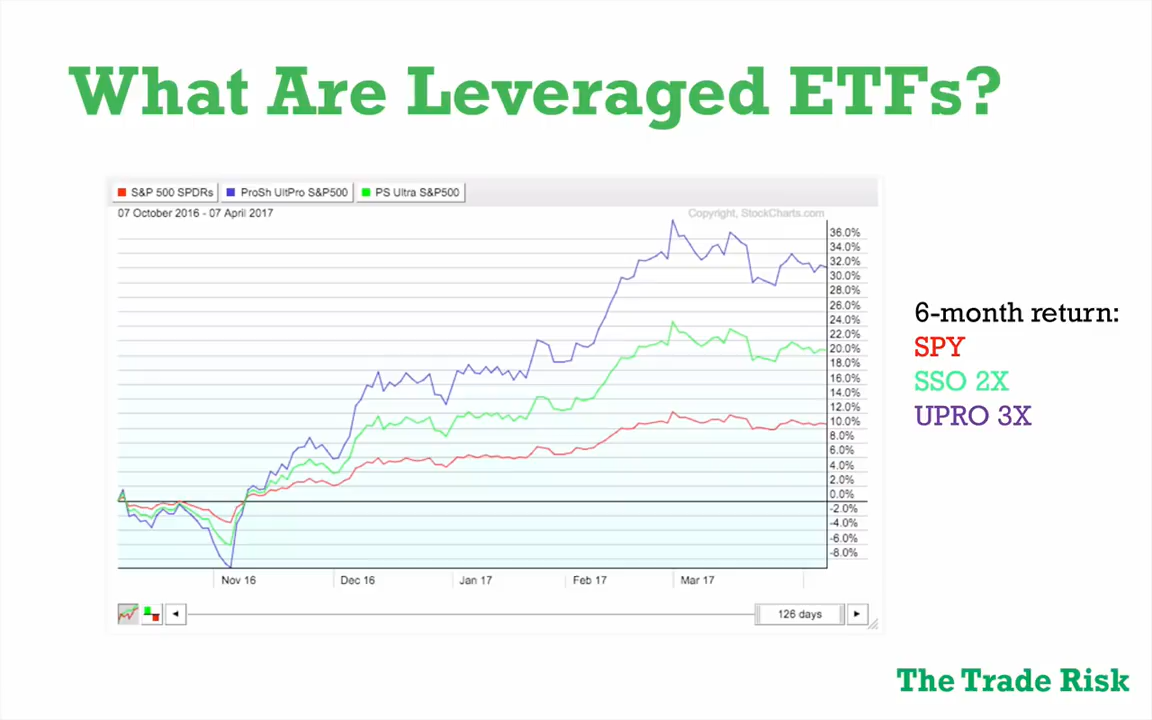 What Are Leveraged ETFs?
S&P 500 SPDRs ProSh UltPro S&P500 PS Ultra S&P500
07 October 2016 - 07 April 2017
Copyright, StockCharts.com
36.0%
34.0%
32.0%
30.0%
28.0%
26.0%
24.0%
22.0%
20.0%
18.0%
16.0%
14.0%
12.0%
10.0%
8.0%
6.0%
4.0%
2.0%
0.0%
-2.0%
-4.0%
-6.0%
-8.0%
Nov 16 Dec 16 Jan 17 Feb 17 Mar 17
126 days
6-month return:
SPY
SSO 2X
UPRO 3X
The Trade Risk